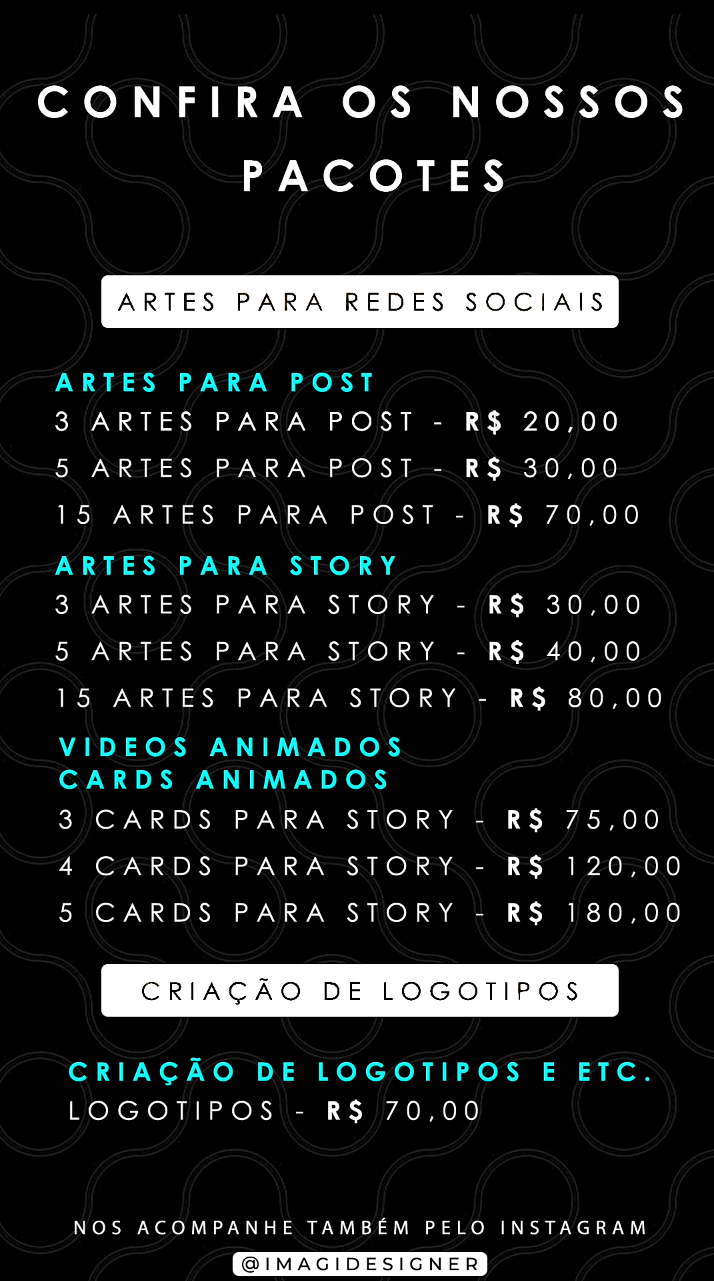 CONFIRA OS NOSSOS
PACOTES
ARTES PARA REDES SOCIAIS
ARTES PARA POST
3 ARTES PARA POST - R$ 20,00
5 ARTES PARA POST - R$ 30,00
15 ARTES PARA POST - R$ 70,00
ARTES PARA STORY
3 ARTES PARA STORY - R$ 30,00
5 ARTES PARA STORY - R$ 40,00
15 ARTES PARA STORY - R$ 80,00
VIDEOS ANIMADOS
CARDS ANIMADOS
3 CARDS PARA STORY - R$ 75,00
4 CARDS PARA STORY - R$ 120,00
5 CARDS PARA STORY - R$ 180,00
CRIAÇÃO DE LOGOTIPOS
CRIAÇÃO DE LOGOTIPOS E ETC.
LOGOTIPOS - R$ 70,00
NOS ACOMPANHE TAMBÉM PELO INSTAGRAM
@IMAGIDESIGNER